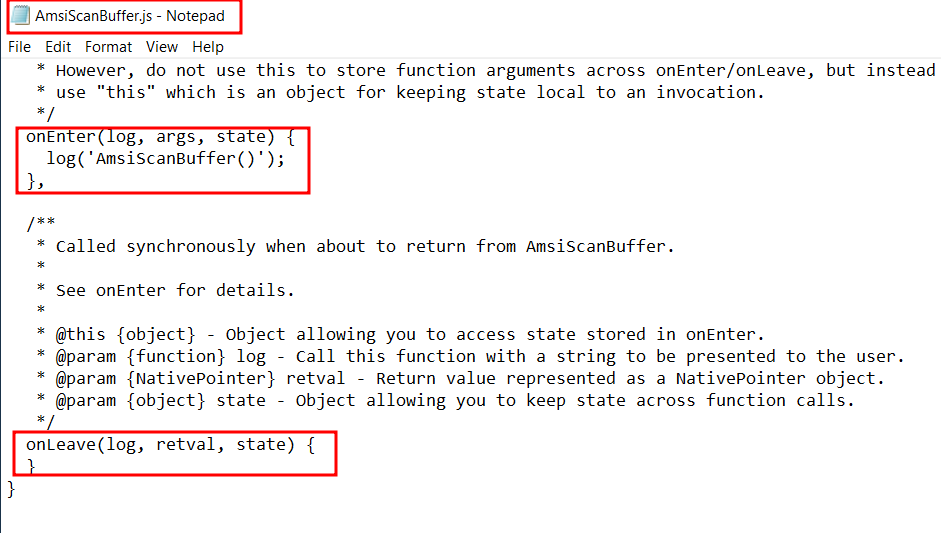 AmsiScanBuffer.js - Notepad
File Edit Format View Help
* However, do not use this to store function arguments across onEnter/onLeave, but instead
* use "this" which is an object for keeping state local to an invocation.
*/
onEnter(log, args, state) {
log('AmsiScanBuffer()');
},
/**
* Called synchronously when about to return from AmsiScanBuffer.
*
* See onEnter for details.
*
* @this {object} - Object allowing you to access state stored in onEnter.
* @param {function} log - Call this function with a string to be presented to the user.
* @param {NativePointer} retval - Return value represented as a NativePointer object.
* @param {object} state - Object allowing you to keep state across function calls.
*/
onLeave(log, retval, state) {
}
}